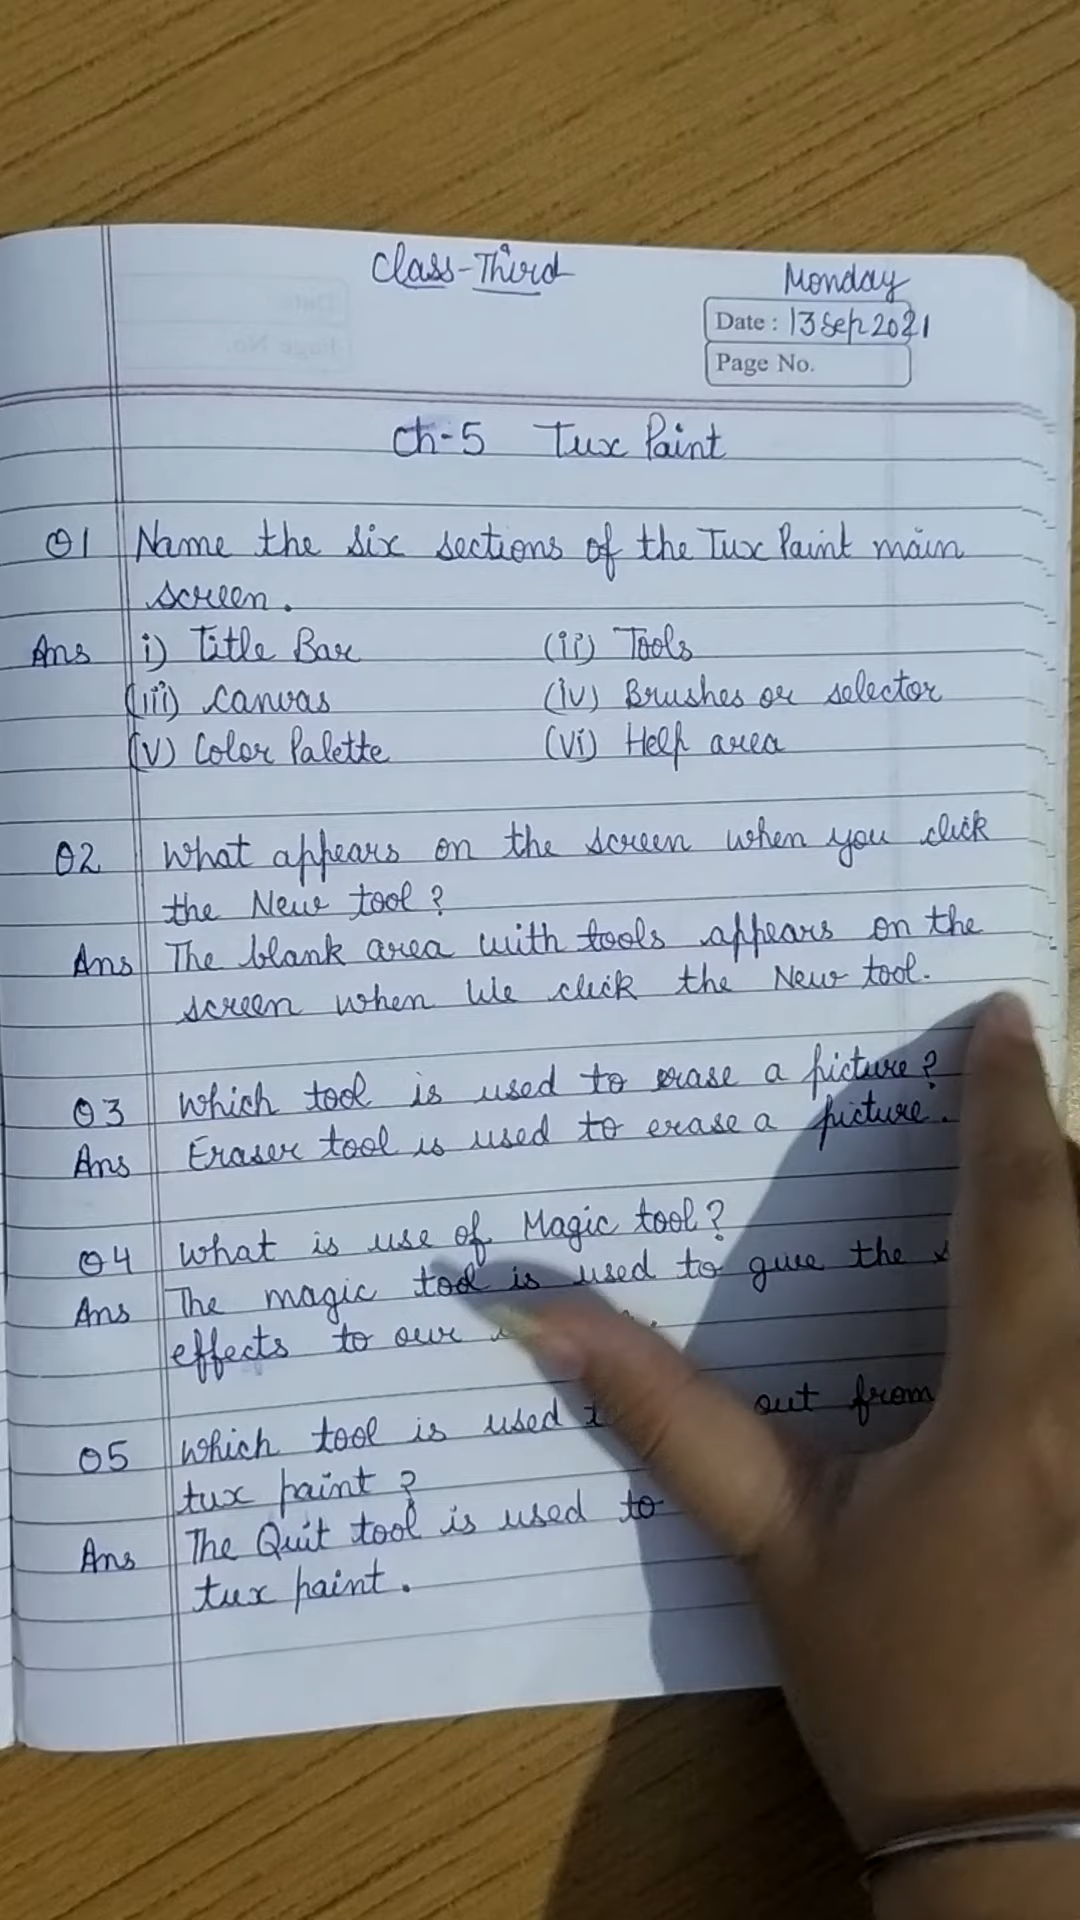 Class-Third
Monday
Date : 13 Sep 2021
Page No.
Ch-5 Tux Paint
Q1 Name the six sections of the Tux Paint main
screen.
Ans i) Title Bar (ii) Tools
(iii) Canvas (iv) Brushes or selector
(v) Color Palette (vi) Help area
Q2 What appears on the screen when you click
the New tool?
Ans The blank area with tools appears on the
screen when We click the New tool.
Q3 Which tool is used to erase a picture?
Ans Eraser tool is used to erase a picture.
Q4 What is use of Magic tool?
Ans The magic tool is used to give the
effects to our
Q5 Which tool is used out from
tux paint?
Ans The Quit tool is used to
tux paint.